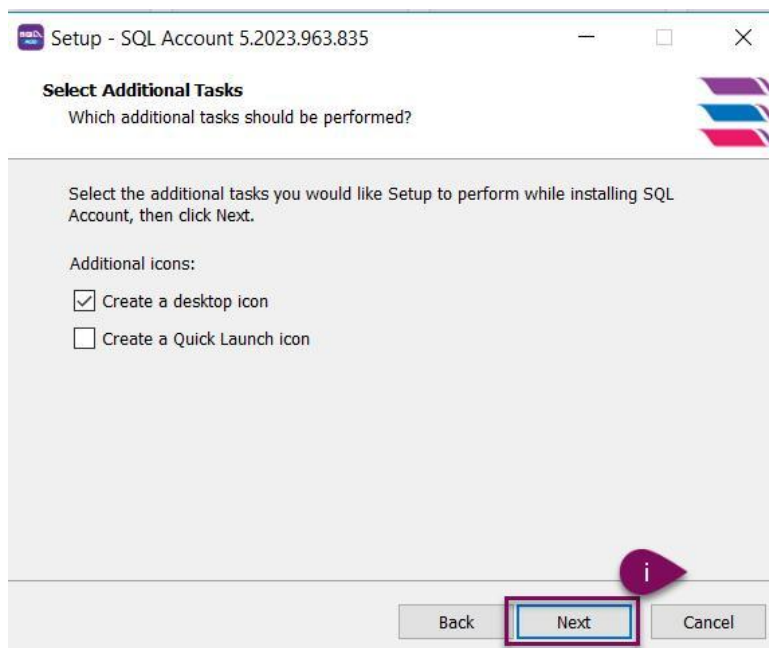 Setup - SQL Account 5.2023.963.835
Select Additional Tasks
Which additional tasks should be performed?
Select the additional tasks you would like Setup to perform while installing SQL
Account, then click Next.
Additional icons:
Create a desktop icon
Create a Quick Launch icon
i
Back
Next
Cancel